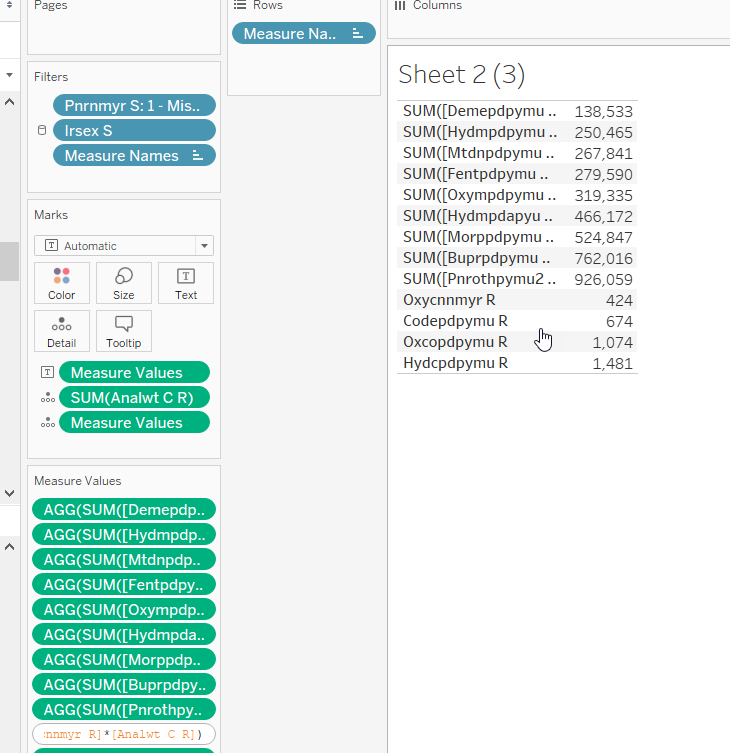 Pages
Rows
Columns
Measure Na..
Filters
Pnrnmyr S: 1 - Mis..
Irsex S
Measure Names
Marks
Automatic
Color
Size
Text
Detail
Tooltip
Measure Values
SUM(Analwt C R)
Measure Values
Measure Values
AGG(SUM([Demepdp..
AGG(SUM([Hydmpdp..
AGG(SUM([Mtdnpdp..
AGG(SUM([Fentpdpy..
AGG(SUM([Oxympdp..
AGG(SUM([Hydmpda..
AGG(SUM([Morppdp..
AGG(SUM([Buprpdpy..
AGG(SUM([Pnrothpy..
nnmyr R]*[Analwt C R])
Sheet 2 (3)
SUM([Demepdpymu .. 138,533
SUM([Hydmpdpymu .. 250,465
SUM([Mtdnpdpymu .. 267,841
SUM([Fentpdpymu .. 279,590
SUM([Oxympdpymu .. 319,335
SUM([Hydmpdapyu .. 466,172
SUM([Morppdpymu .. 524,847
SUM([Buprpdpymu .. 762,016
SUM([Pnrothpymu2 .. 926,059
Oxycnnmyr R 424
Codepdpymu R 674
Oxcopdpymu R 1,074
Hydcpdpymu R 1,481